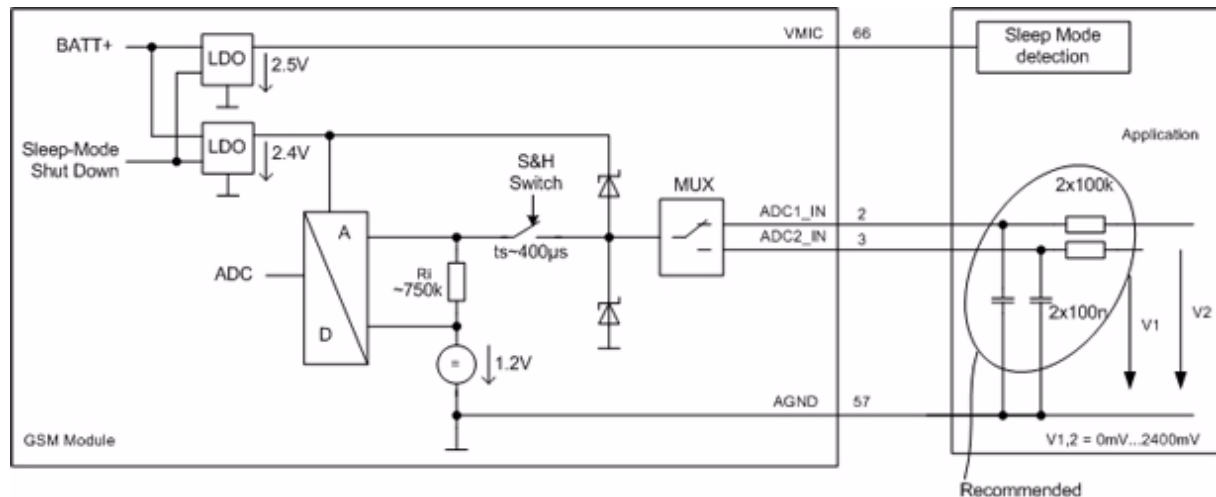 BATT+
LDO
2.5V
VMIC
66
Sleep Mode
detection
Sleep-Mode
Shut Down
LDO
2.4V
Application
S&H
Switch
MUX
2x100k
ADC1_IN
2
ADC2_IN
3
A
ts~400µs
ADC
Ri
~750k
D
2x100n
V1
V2
=
1.2V
AGND
57
GSM Module
V1,2 = 0mV...2400mV
Recommended